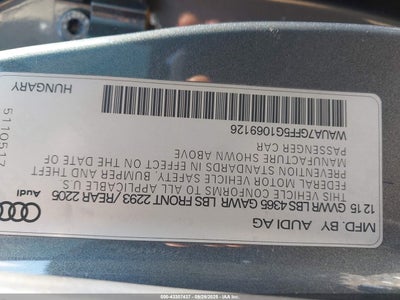 Audi
MFD. BY AUDI AG
12 15 GVWR LBS 4365 GAWR LBS FRONT 2293 / REAR 2205
THIS VEHICLE CONFORMS TO ALL APPLICABLE U.S.
FEDERAL MOTOR VEHICLE SAFETY, BUMPER AND THEFT
PREVENTION STANDARDS IN EFFECT ON THE DATE OF
MANUFACTURE SHOWN ABOVE
PASSENGER CAR
WAUA7GFF5G1069126
HUNGARY